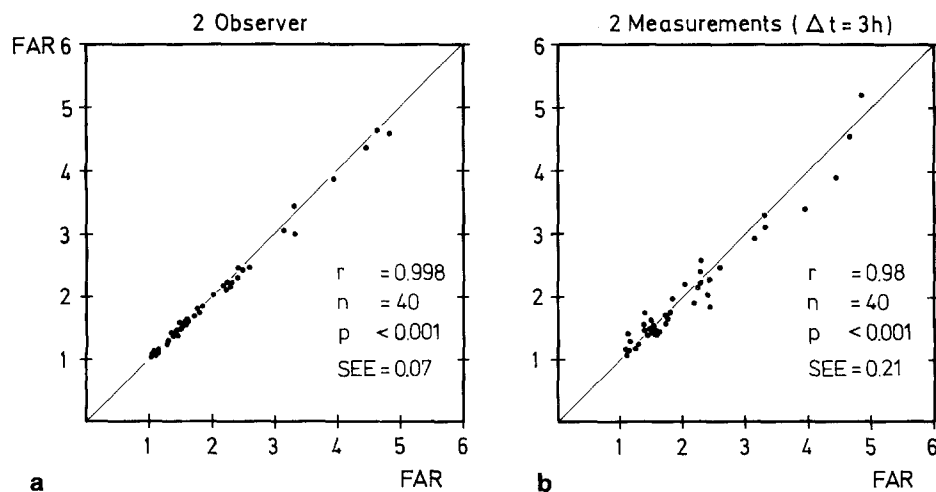 2 Observer
FAR 6
5
4
3
2
1
r = 0.998
n = 40
p < 0.001
SEE = 0.07
1 2 3 4 5 6
FAR
a
2 Measurements ( Δ t = 3h )
6
5
4
3
2
1
r = 0.98
n = 40
p < 0.001
SEE = 0.21
1 2 3 4 5 6
FAR
b